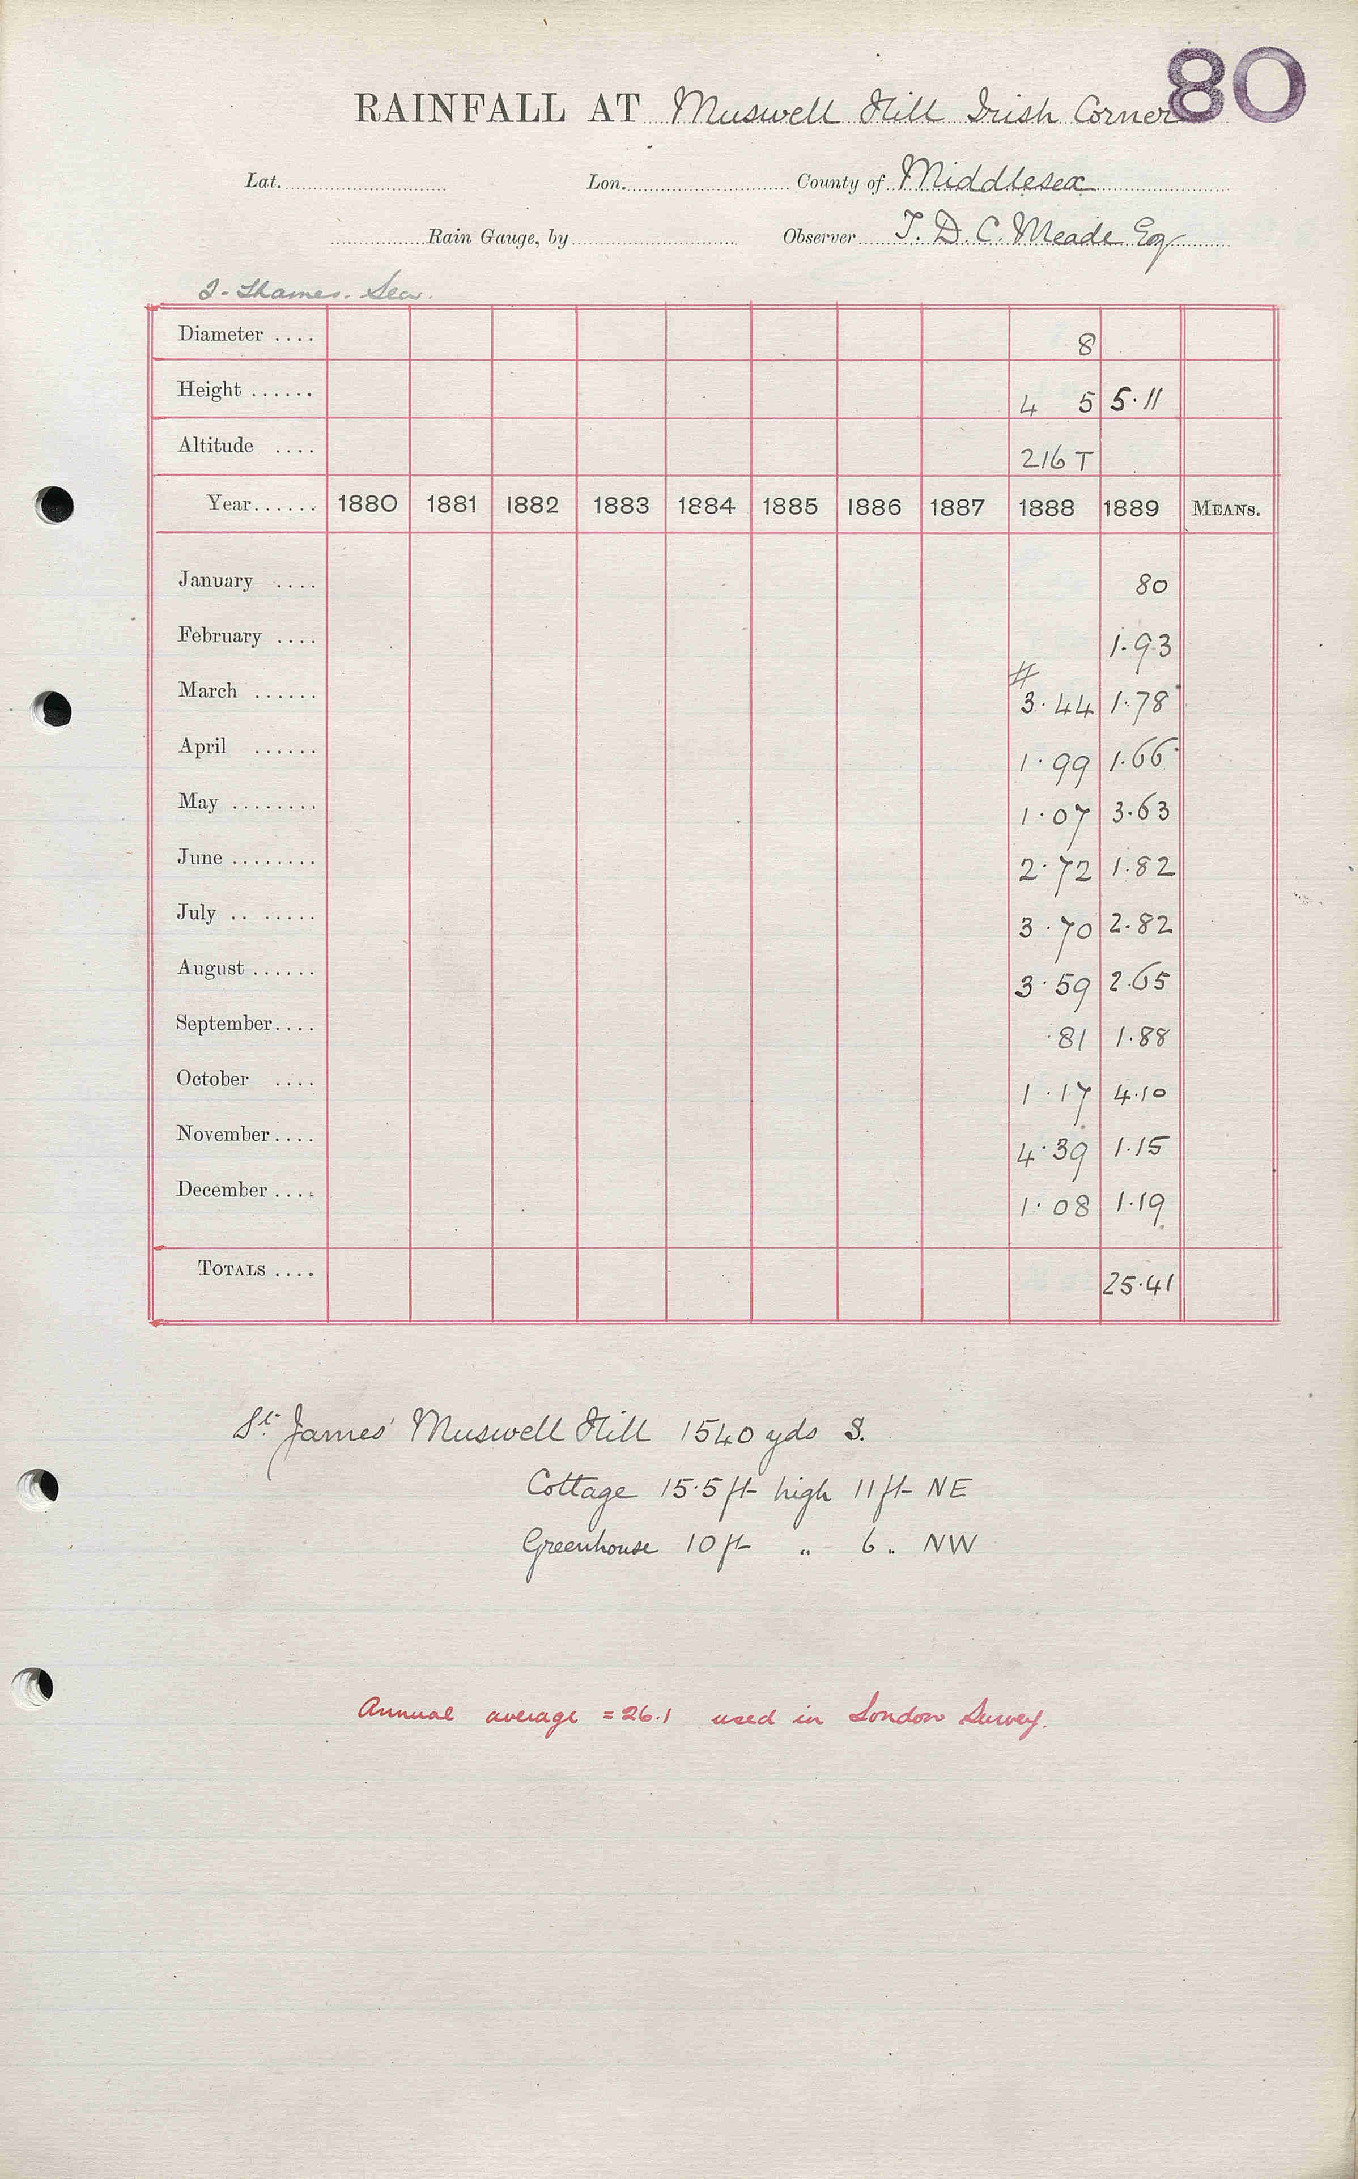 80
RAINFALL AT Muswell Hill Irish Corner
Lat. Lon. County of Middlesex
Rain Gauge, by Observer T. D. C. Meade Esq
2 - Thames - Sea.
Diameter .... 8
Height ...... 4 5 5.11
Altitude .... 216 T
Year...... 1880 1881 1882 1883 1884 1885 1886 1887 1888 1889 MEANS.
January .... 80
February .... 1.93
#
March ...... 3.44 1.78
April ...... 1.99 1.66
May ........ 1.07 3.63
June ........ 2.72 1.82
July .. ..... 3.70 2.82
August ...... 3.59 2.65
September.... .81 1.88
October .... 1.17 4.10
November.... 4.39 1.15
December .... 1.08 1.19
TOTALS .... 25.41
St. James' Muswell Hill 1540 yds S.
Cottage 15.5 ft high 11 ft NE
Greenhouse 10 ft " 6 " NW
Annual average = 26.1 used in London Survey.